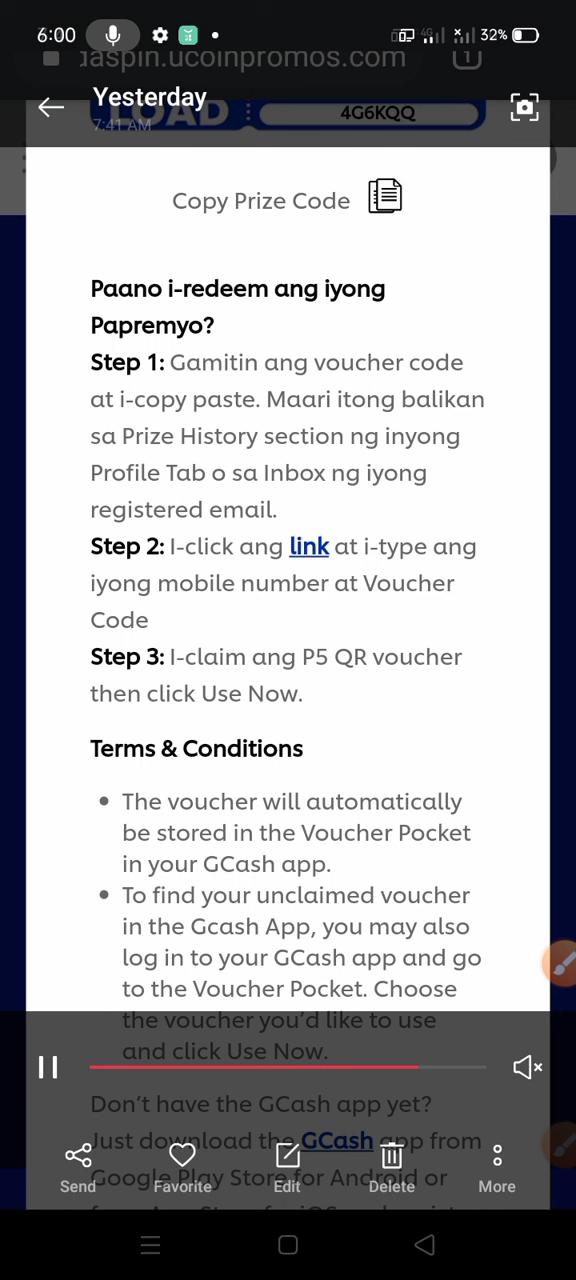 6:00
4G
32%
aspin.ucoinpromos.com
1
Yesterday
7:41 AM
LOAD
4G6KQQ
Copy Prize Code
Paano i-redeem ang iyong
Papremyo?
Step 1: Gamitin ang voucher code
at i-copy paste. Maari itong balikan
sa Prize History section ng inyong
Profile Tab o sa Inbox ng iyong
registered email.
Step 2: I-click ang link at i-type ang
iyong mobile number at Voucher
Code
Step 3: I-claim ang P5 QR voucher
then click Use Now.
Terms & Conditions
• The voucher will automatically
be stored in the Voucher Pocket
in your GCash app.
• To find your unclaimed voucher
in the Gcash App, you may also
log in to your GCash app and go
to the Voucher Pocket. Choose
the voucher you'd like to use
and click Use Now.
Don't have the GCash app yet?
Just download the GCash app from
Google Play Store for Android or
Send
Favorite
Edit
Delete
More